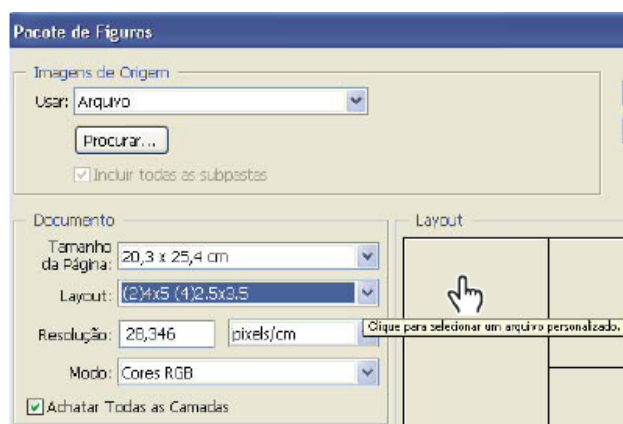 Pacote de Figuras
Imagens de Origem
Usar: Arquivo
Procurar...
Incluir todas as subpastas
Documento
Tamanho da Página: 20,3 x 25,4 cm
Layout: (2)4x5 (4)2.5x3.5
Resolução: 28,346 pixels/cm
Modo: Cores RGB
Achatar Todas as Camadas
Layout
Clique para selecionar um arquivo personalizado.